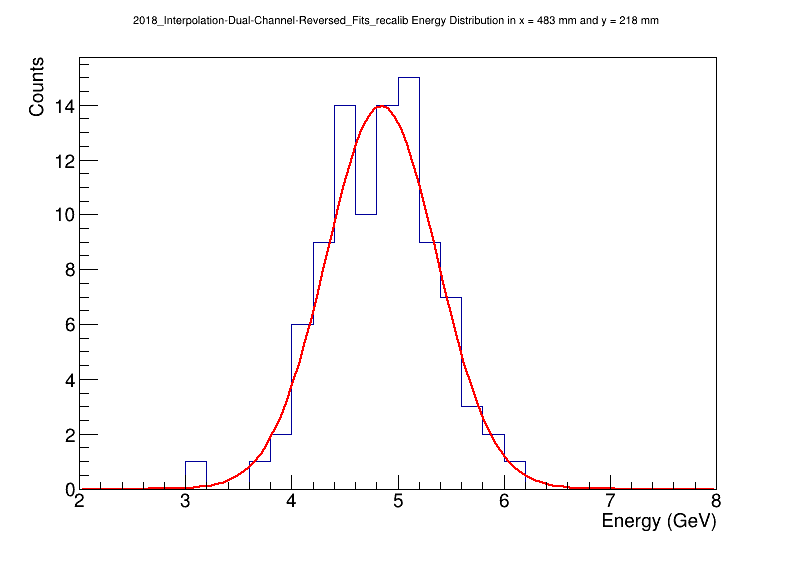 2018_Interpolation-Dual-Channel-Reversed_Fits_recalib Energy Distribution in x = 483 mm and y = 218 mm
Counts
14
12
10
8
6
4
2
0
2 3 4 5 6 7 8
Energy (GeV)